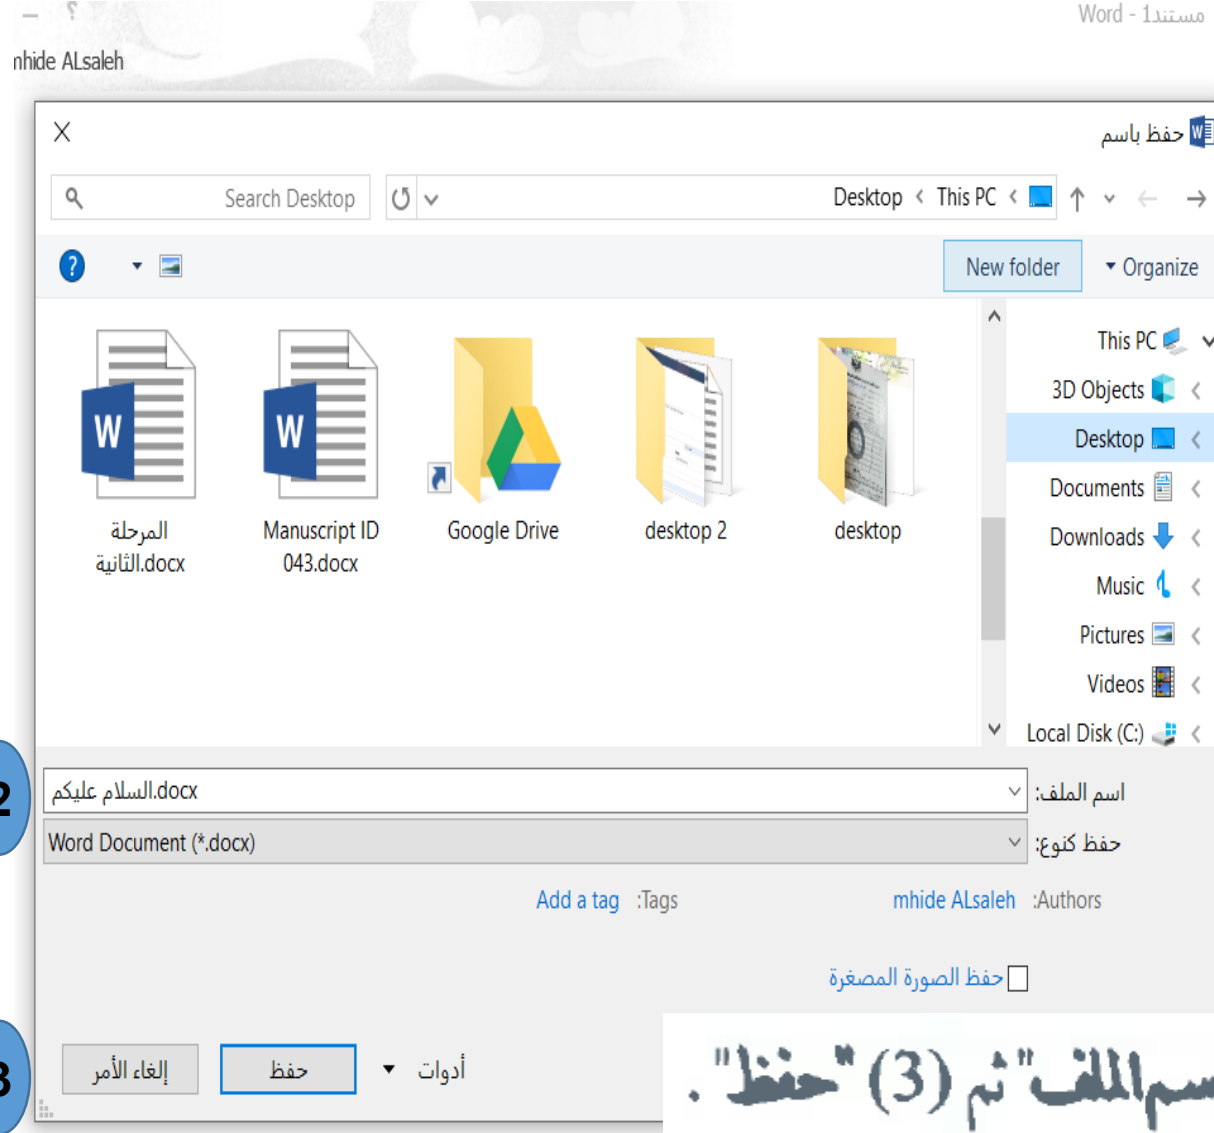 مستند1 - Word
؟
mhide ALsaleh
حفظ باسم
This PC
Desktop
Search Desktop
Organize
New folder
This PC
3D Objects
Desktop
Documents
Downloads
Music
Pictures
Videos
Local Disk (C:)
desktop
desktop 2
Google Drive
Manuscript ID
043.docx
المرحلة
الثانية.docx
2
اسم الملف:
السلام عليكم.docx
حفظ كنوع:
Word Document (*.docx)
Authors:
mhide ALsaleh
Tags:
Add a tag
حفظ الصورة المصغرة
3
أدوات
حفظ
إلغاء الأمر
سم الملف" ثم (3) "حفظ" .